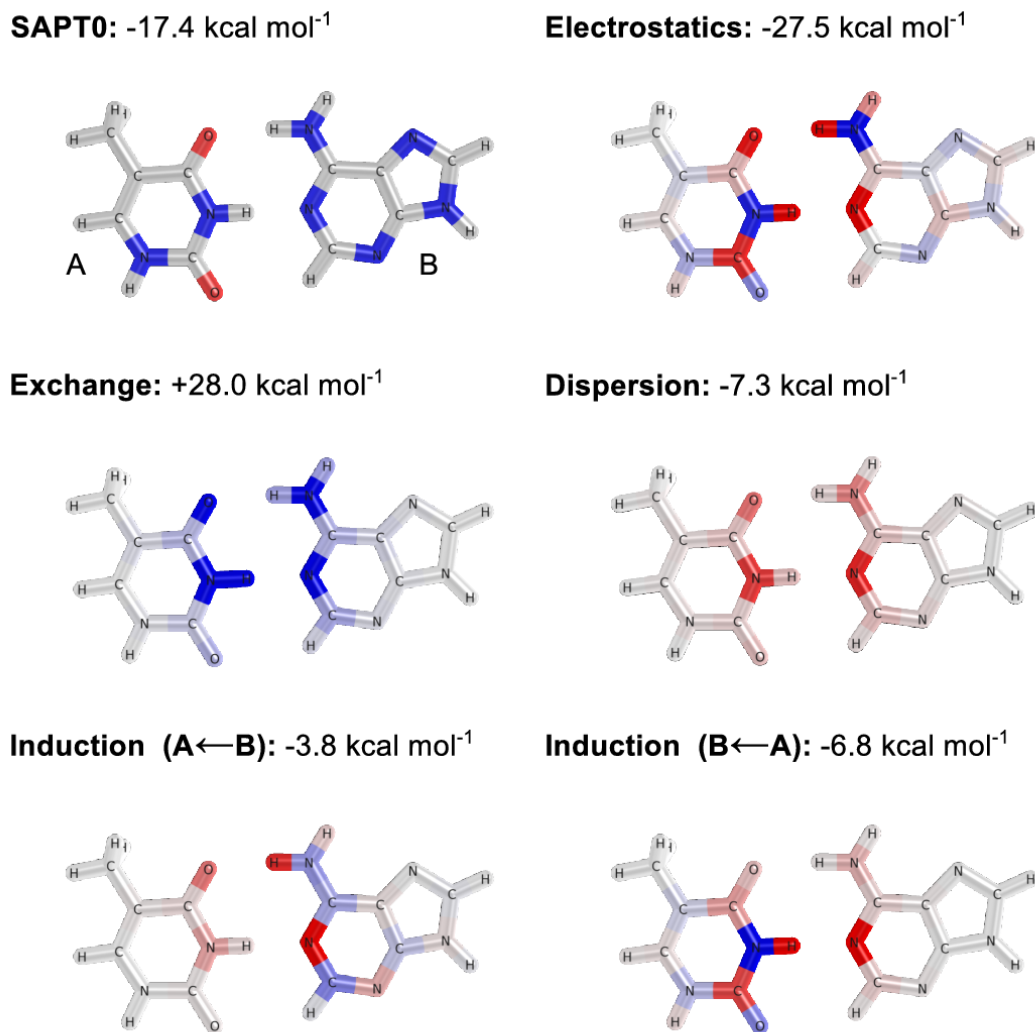 SAPT0: -17.4 kcal mol⁻¹
Electrostatics: -27.5 kcal mol⁻¹
H
H
C
O
C
C
H
C
N
H
N
C
H
O
A
H
H
N
N
C
H
C
C
N
C
N
H
C
N
H
B
H
H
C
O
C
C
H
C
N
H
N
C
H
O
H
H
N
N
C
H
C
C
N
C
N
H
C
N
H
Exchange: +28.0 kcal mol⁻¹
Dispersion: -7.3 kcal mol⁻¹
H
H
C
C
C
H
C
N
C
H
O
H
H
N
C
H
C
C
C
N
H
C
N
H
H
H
C
O
C
C
H
C
N
H
N
C
H
O
H
H
N
N
C
H
C
C
N
C
N
H
C
N
H
Induction (A←B): -3.8 kcal mol⁻¹
Induction (B←A): -6.8 kcal mol⁻¹
H
H
C
O
C
C
H
C
N
H
N
C
H
O
H
H
N
N
C
H
C
C
N
C
N
H
C
N
H
H
H
C
O
C
C
H
C
N
H
N
C
H
O
H
H
N
N
C
H
C
C
N
C
N
H
C
N
H